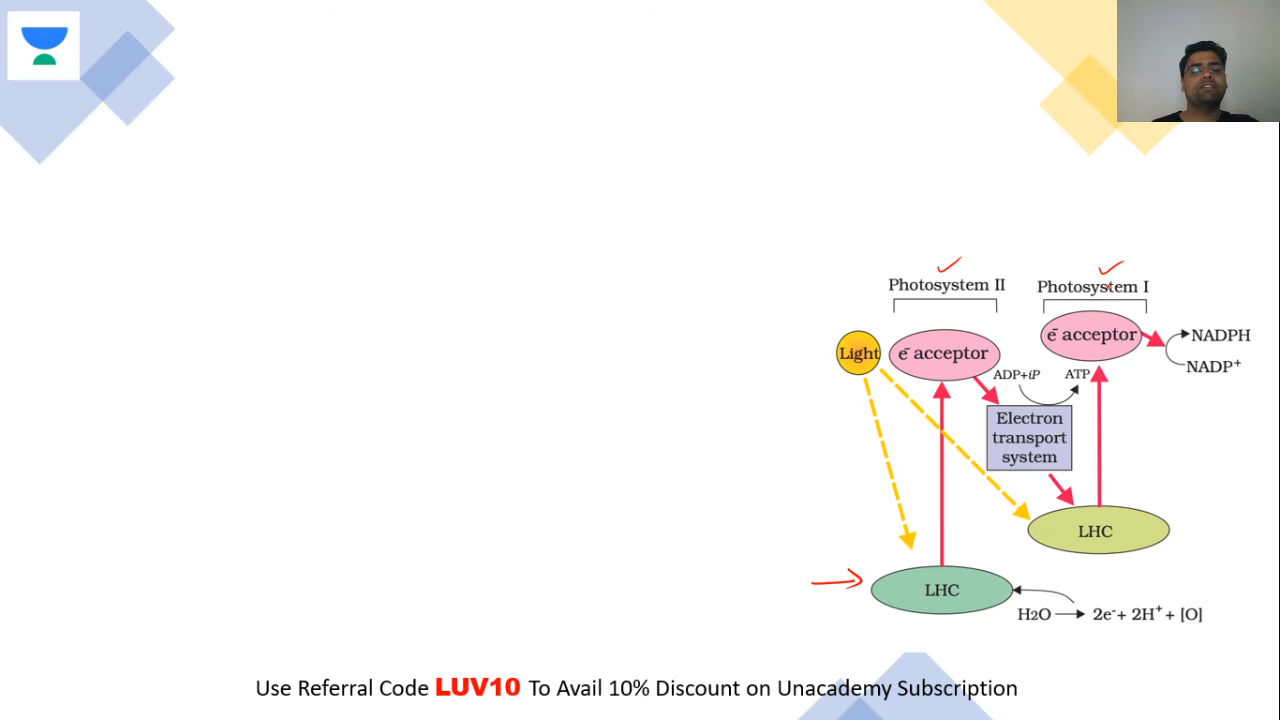 Photosystem II
Photosystem I
Light
e⁻ acceptor
e⁻ acceptor
NADPH
NADP⁺
ADP+iP
ATP
Electron
transport
system
LHC
LHC
H2O → 2e⁻+ 2H⁺ + [O]
Use Referral Code LUV10 To Avail 10% Discount on Unacademy Subscription